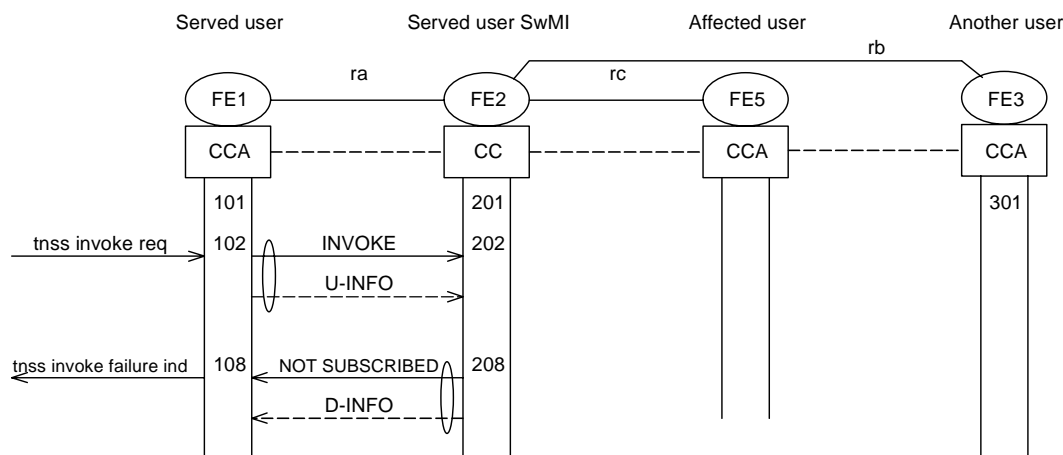 Served user Served user SwMI Affected user Another user
rb
ra rc
FE1 FE2 FE5 FE3
CCA CC CCA CCA
101 201 301
tnss invoke req 102 INVOKE 202
U-INFO
tnss invoke failure ind 108 NOT SUBSCRIBED 208
D-INFO